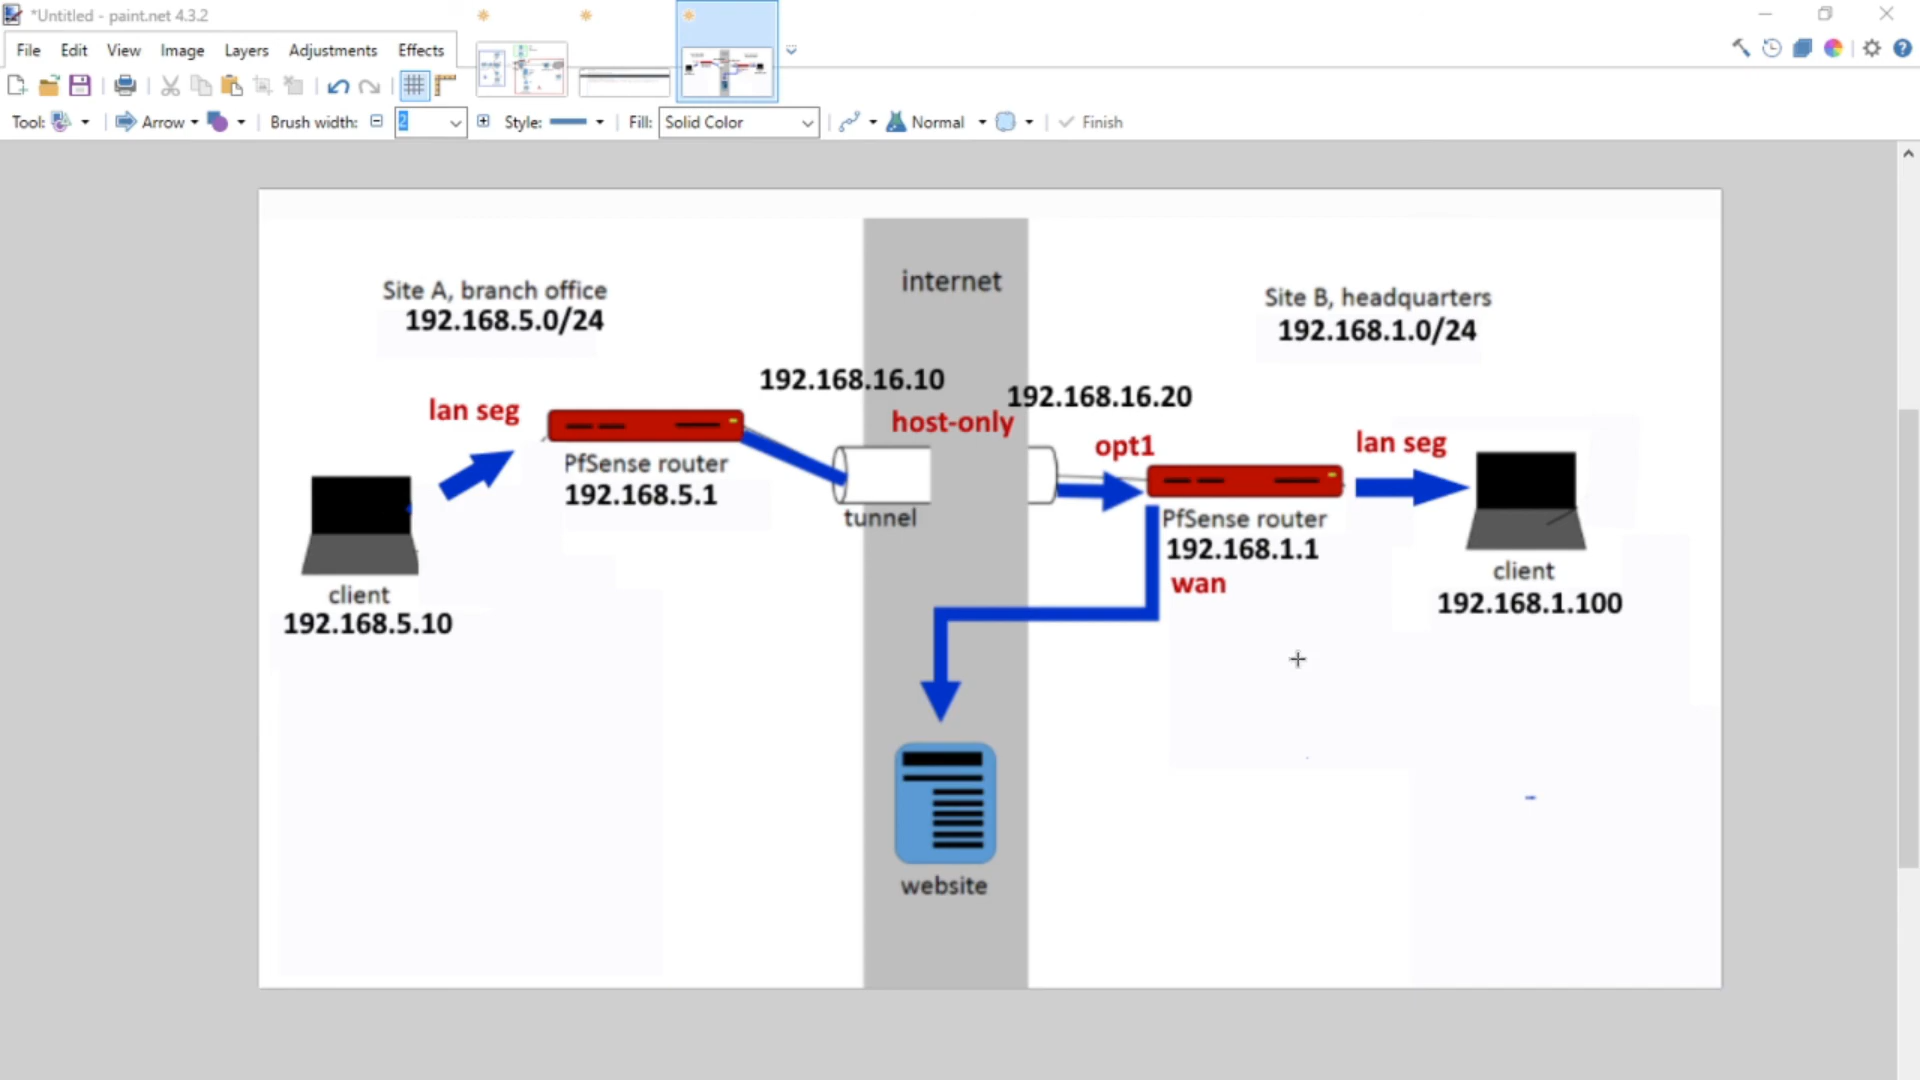 *Untitled - paint.net 4.3.2
File Edit View Image Layers Adjustments Effects
Tool: Arrow Brush width: 2 Style: Fill: Solid Color Normal Finish
internet
Site A, branch office
192.168.5.0/24
Site B, headquarters
192.168.1.0/24
192.168.16.10
192.168.16.20
host-only
lan seg
opt1
lan seg
PfSense router
192.168.5.1
tunnel
PfSense router
192.168.1.1
wan
client
192.168.5.10
client
192.168.1.100
website